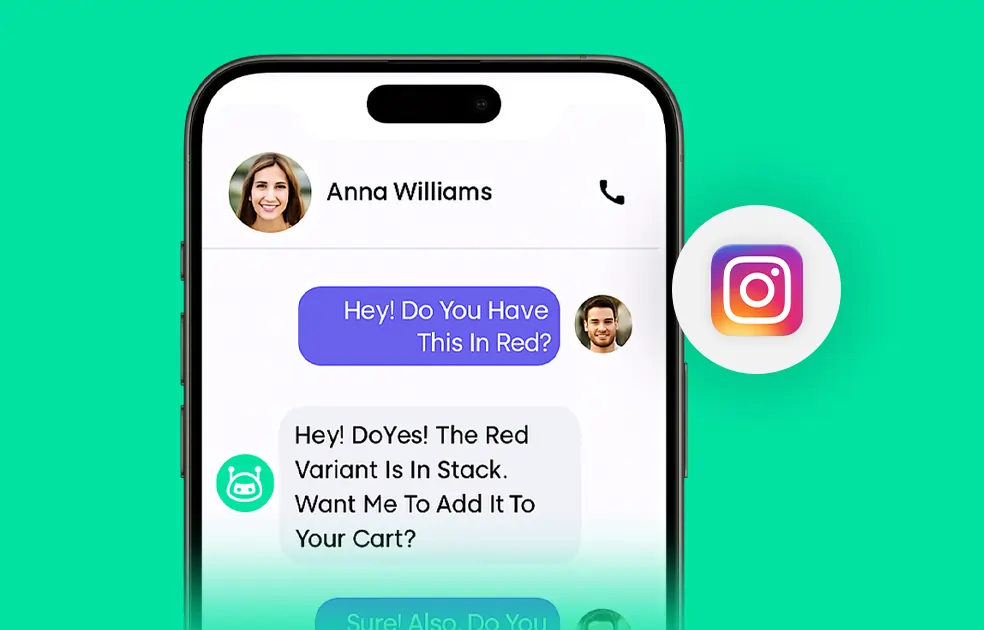 Anna Williams
Hey! Do You Have
This In Red?
Hey! DoYes! The Red
Variant Is In Stack.
Want Me To Add It To
Your Cart?
Sure! Also, Do You